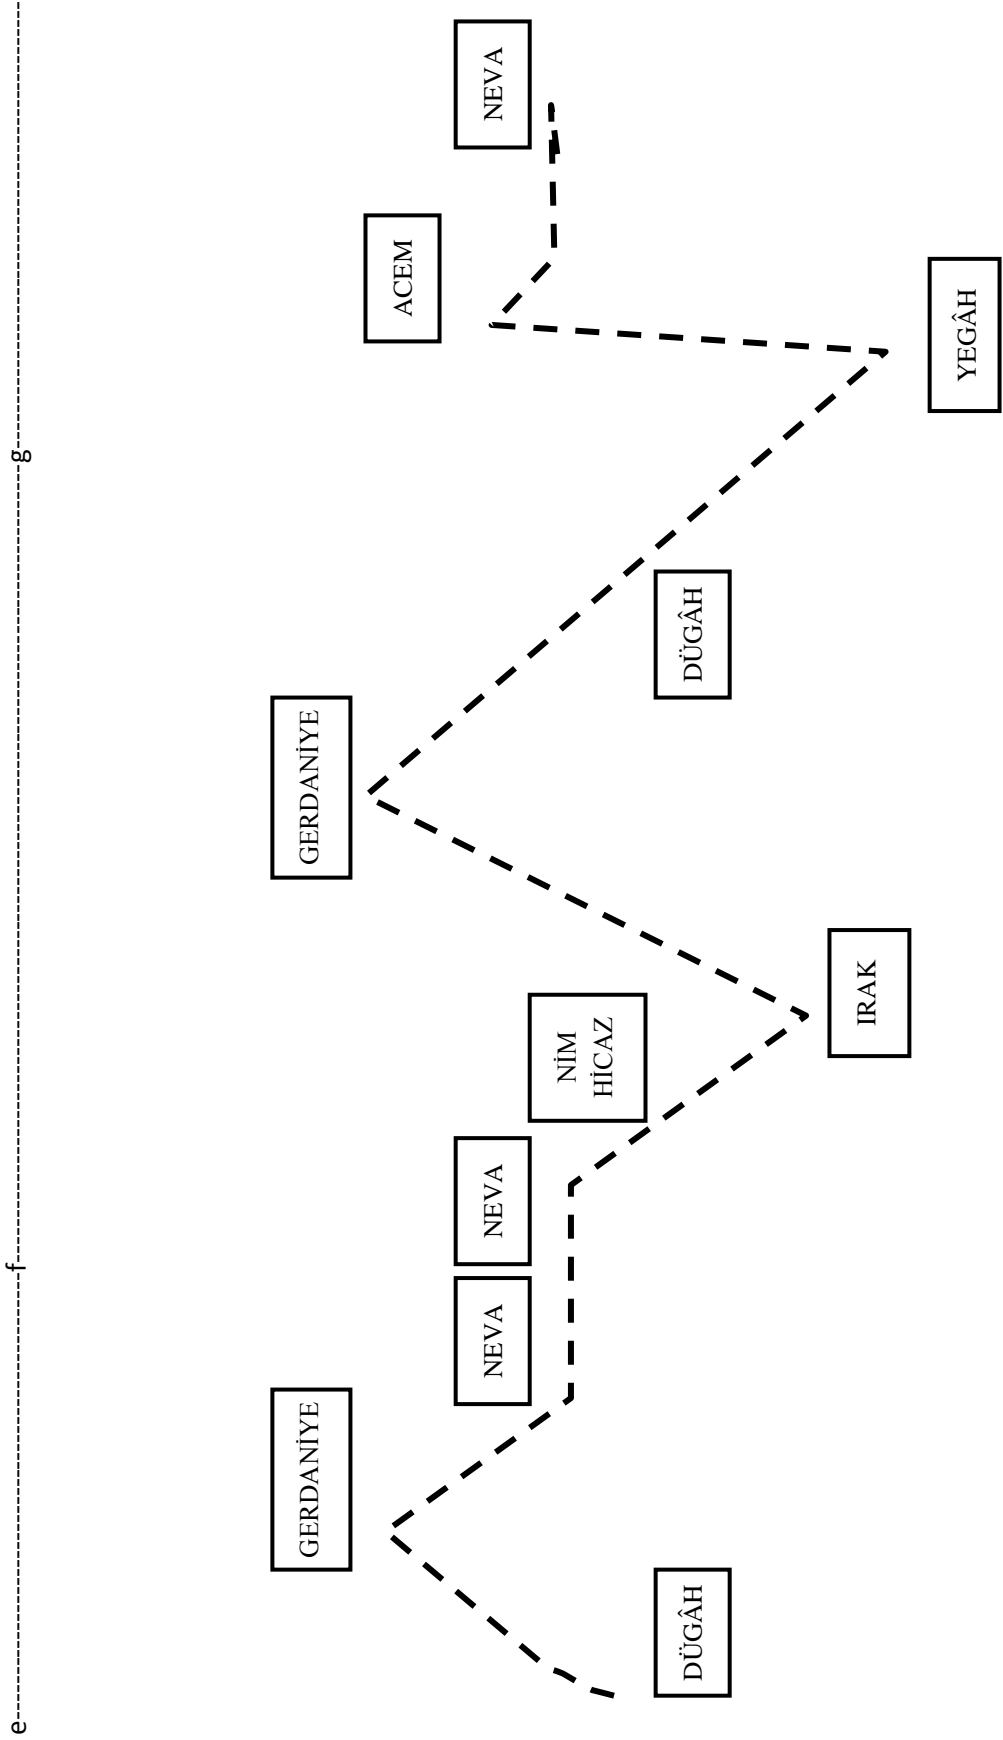 e f g
GERDANİYE
GERDANİYE
ACEM
NEVA
NEVA
NEVA
NİM
HİCAZ
DÜGÂH
DÜGÂH
IRAK
YEGÂH